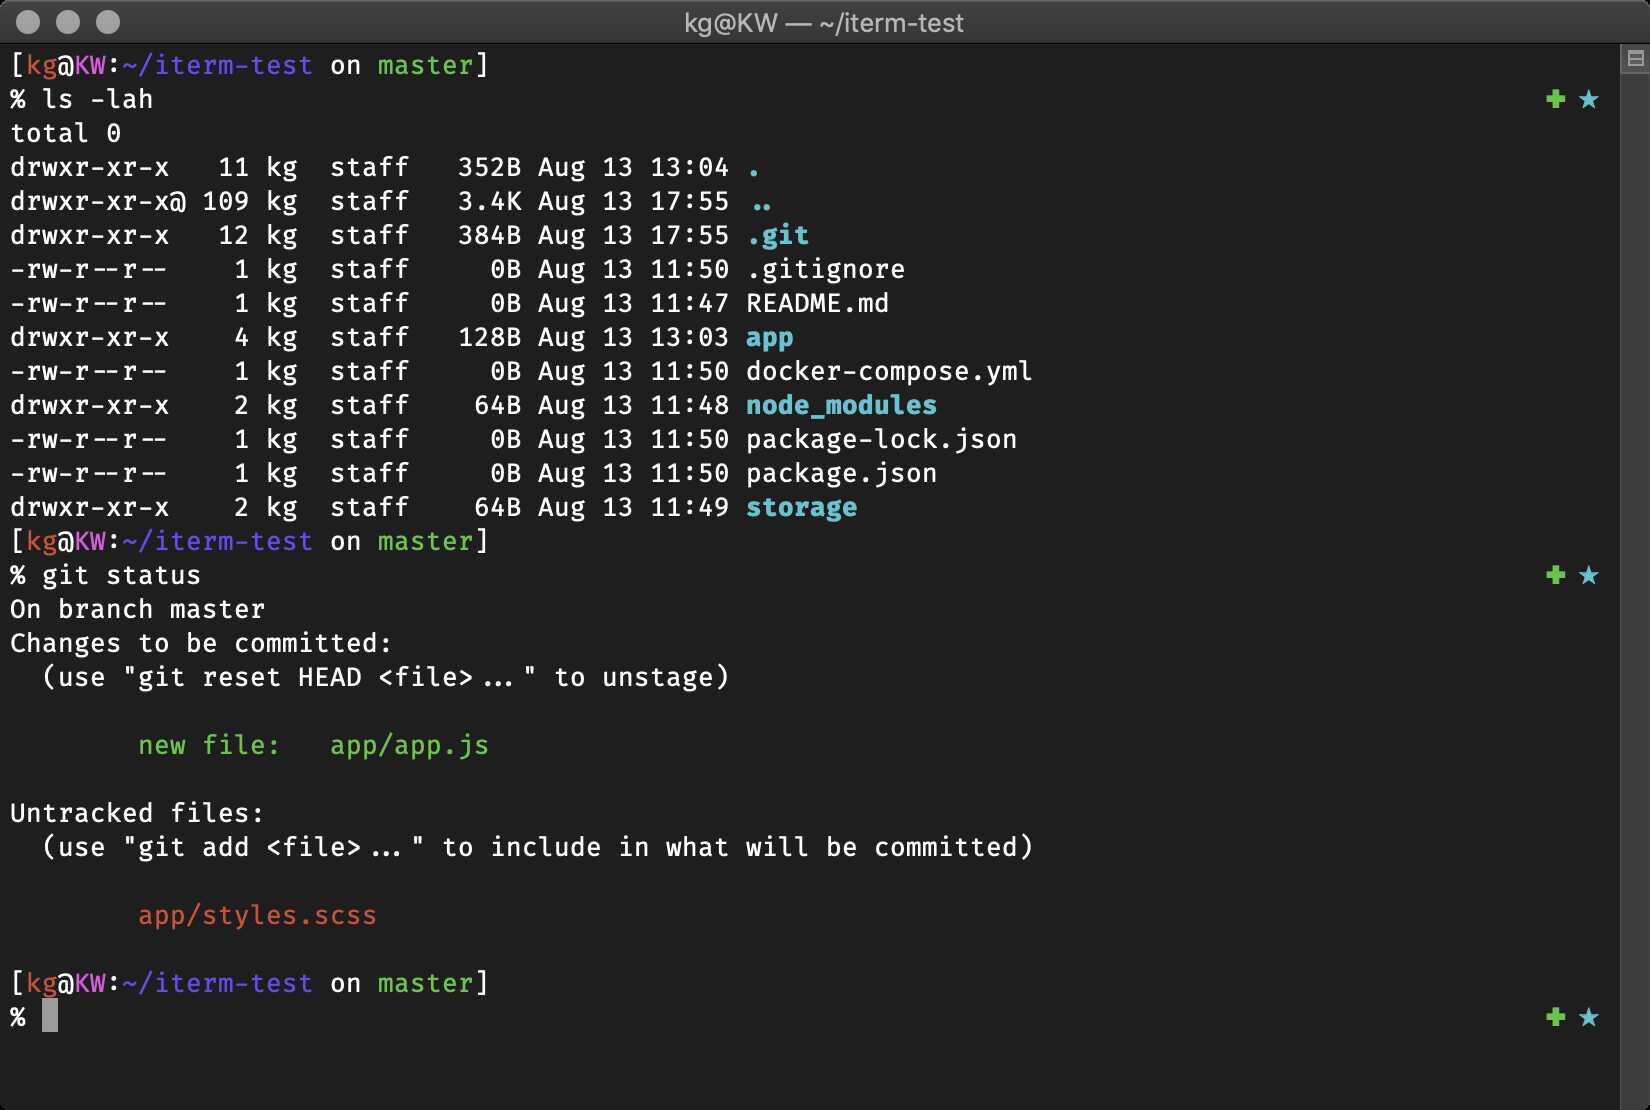 kg@KW — ~/iterm-test
[kg@KW:~/iterm-test on master]
% ls -lah
total 0
drwxr-xr-x   11 kg  staff   352B Aug 13 13:04 .
drwxr-xr-x@ 109 kg  staff   3.4K Aug 13 17:55 ..
drwxr-xr-x   12 kg  staff   384B Aug 13 17:55 .git
-rw-r--r--    1 kg  staff     0B Aug 13 11:50 .gitignore
-rw-r--r--    1 kg  staff     0B Aug 13 11:47 README.md
drwxr-xr-x    4 kg  staff   128B Aug 13 13:03 app
-rw-r--r--    1 kg  staff     0B Aug 13 11:50 docker-compose.yml
drwxr-xr-x    2 kg  staff    64B Aug 13 11:48 node_modules
-rw-r--r--    1 kg  staff     0B Aug 13 11:50 package-lock.json
-rw-r--r--    1 kg  staff     0B Aug 13 11:50 package.json
drwxr-xr-x    2 kg  staff    64B Aug 13 11:49 storage
[kg@KW:~/iterm-test on master]
% git status
On branch master
Changes to be committed:
  (use "git reset HEAD <file>..." to unstage)
        new file:   app/app.js
Untracked files:
  (use "git add <file>..." to include in what will be committed)
        app/styles.scss
[kg@KW:~/iterm-test on master]
%